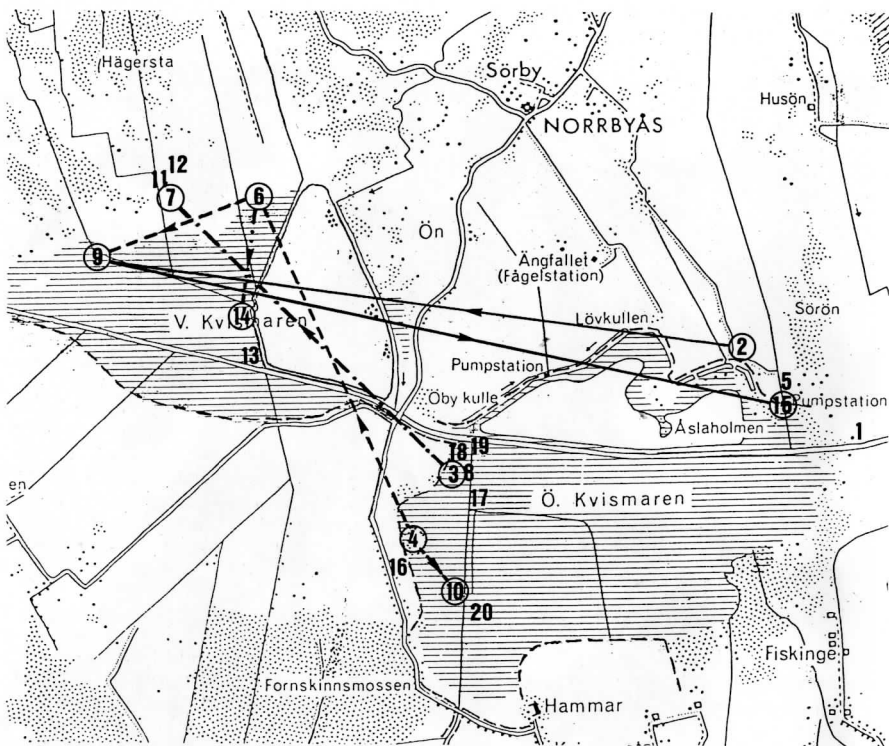 Hägersta
Sörby
NORRBYÅS
Husön
12
11
7
6
Ön
9
Ängfallet
(Fågelstation)
Sörön
14
V. Kvismaren
Lövkullen
2
13
Pumpstation
5
Öby kulle
15
Pumpstation
Åslaholmen
1
18
19
en
3
8
17
Ö. Kvismaren
4
16
10
20
Fiskinge
Fornskinnsmossen
Hammar